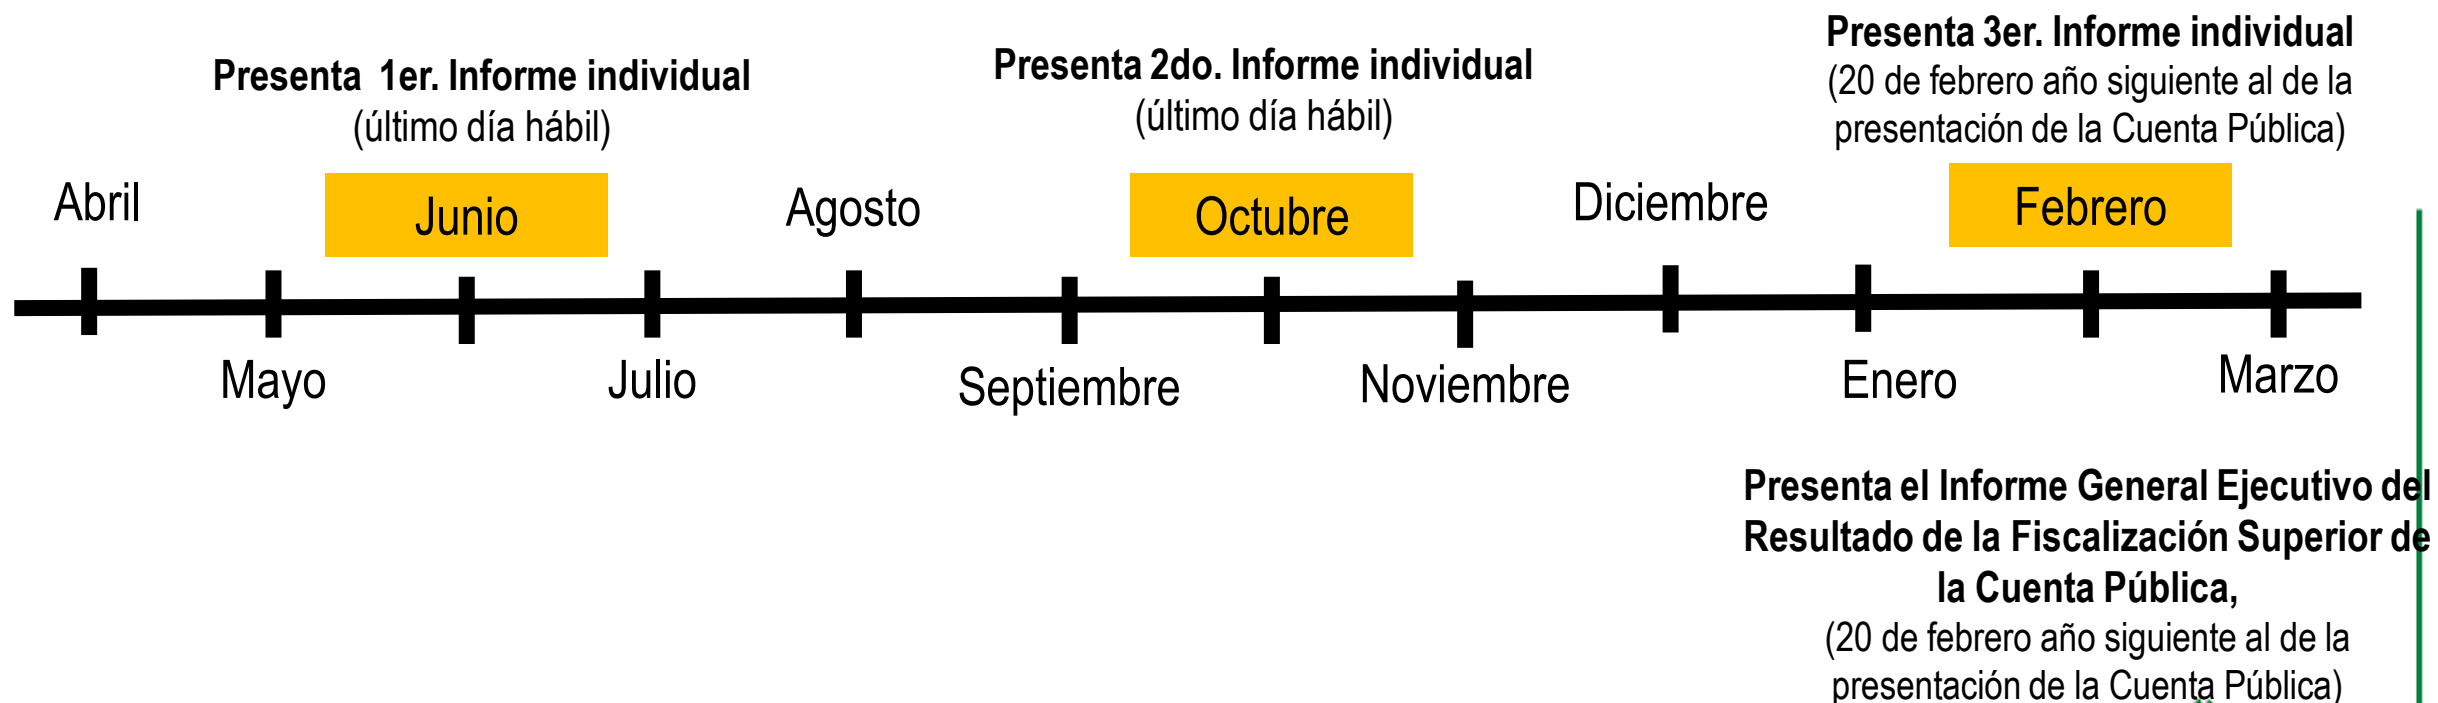 Presenta 1er. Informe individual
(último día hábil)
Presenta 2do. Informe individual
(último día hábil)
Presenta 3er. Informe individual
(20 de febrero año siguiente al de la
presentación de la Cuenta Pública)
Abril
Junio
Agosto
Octubre
Diciembre
Febrero
Mayo
Julio
Septiembre
Noviembre
Enero
Marzo
Presenta el Informe General Ejecutivo del
Resultado de la Fiscalización Superior de
la Cuenta Pública,
(20 de febrero año siguiente al de la
presentación de la Cuenta Pública)